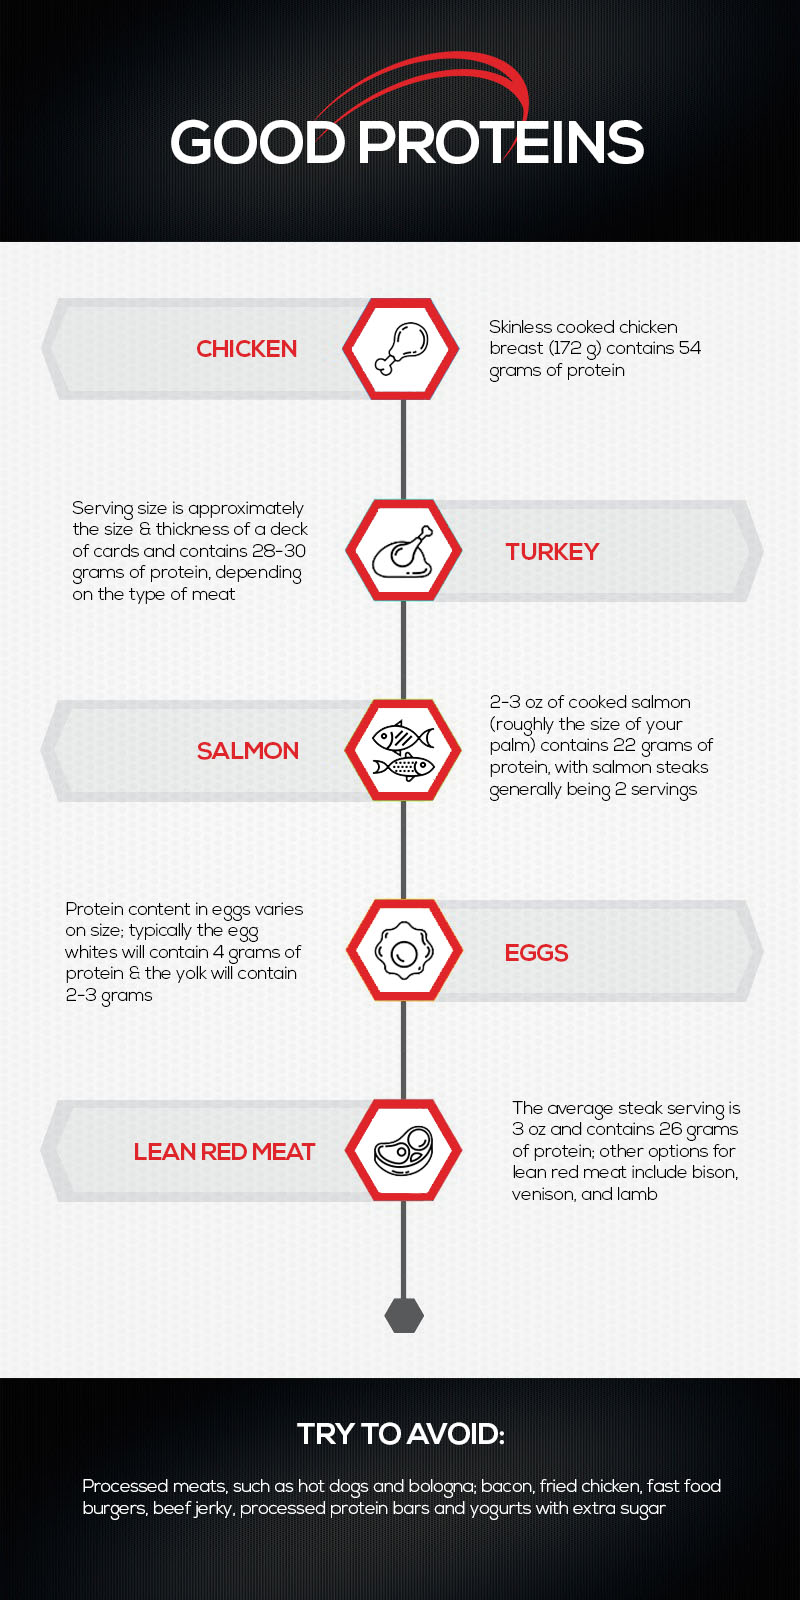 GOOD PROTEINS
CHICKEN
Skinless cooked chicken
breast (172 g) contains 54
grams of protein
Serving size is approximately
the size & thickness of a deck
of cards and contains 28-30
grams of protein, depending
on the type of meat
TURKEY
SALMON
2-3 oz of cooked salmon
(roughly the size of your
palm) contains 22 grams of
protein, with salmon steaks
generally being 2 servings
Protein content in eggs varies
on size; typically the egg
whites will contain 4 grams of
protein & the yolk will contain
2-3 grams
EGGS
LEAN RED MEAT
The average steak serving is
3 oz and contains 26 grams
of protein; other options for
lean red meat include bison,
venison, and lamb
TRY TO AVOID:
Processed meats, such as hot dogs and bologna; bacon, fried chicken, fast food
burgers, beef jerky, processed protein bars and yogurts with extra sugar